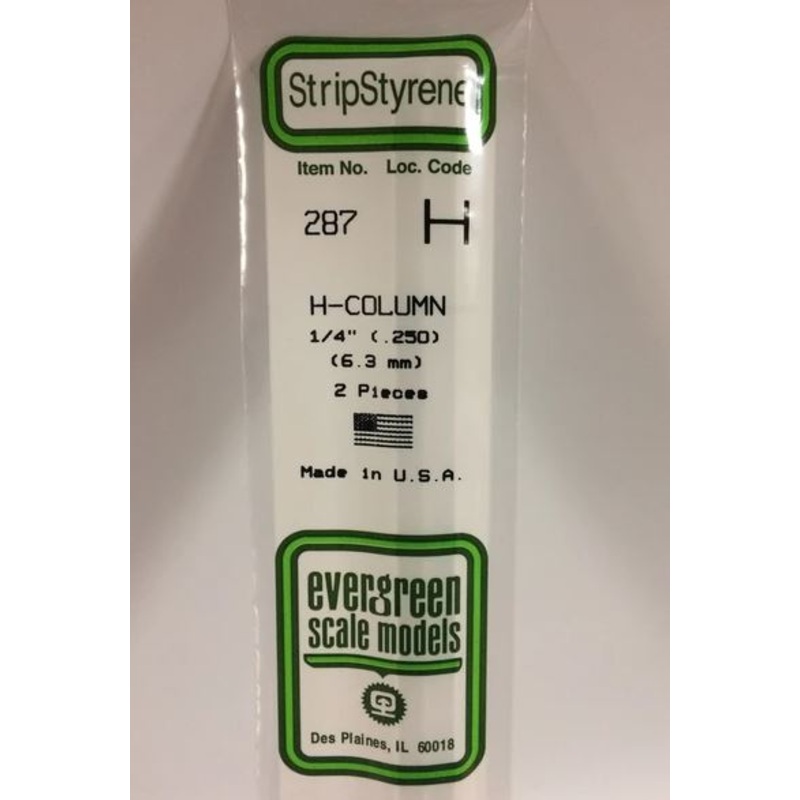 StripStyrene
Item No. Loc. Code
287 H
H-COLUMN
1/4" (.250)
(6.3 mm)
2 Pieces
Made in U.S.A.
evergreen
scale models
Des Plaines, IL 60018